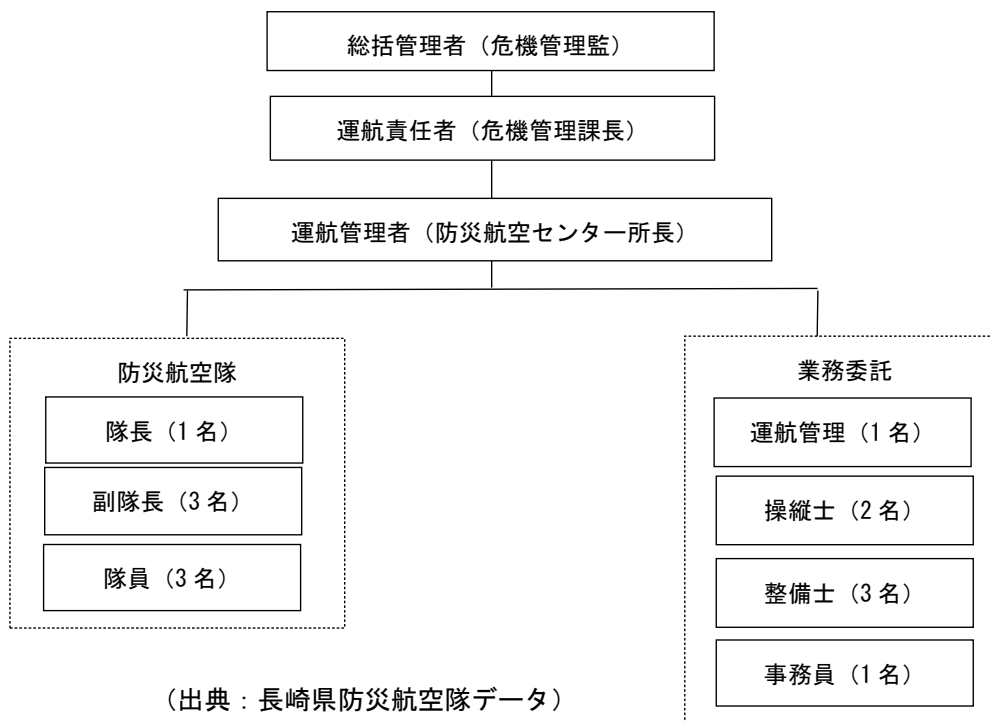 総括管理者（危機管理監）
運航責任者（危機管理課長）
運航管理者（防災航空センター所長）
防災航空隊
隊長（1 名）
副隊長（3 名）
隊員（3 名）
業務委託
運航管理（1 名）
操縦士（2 名）
整備士（3 名）
事務員（1 名）
（出典：長崎県防災航空隊データ）